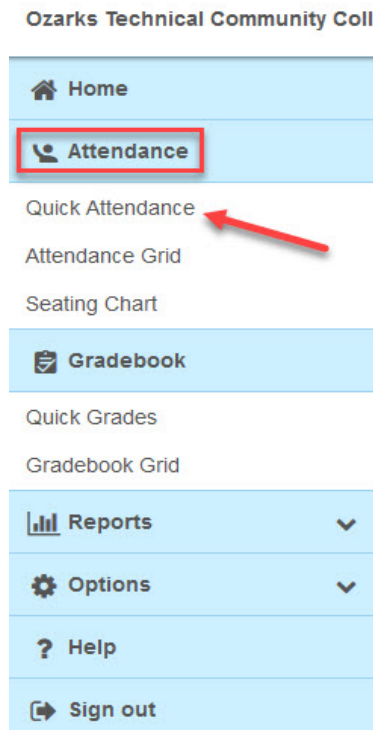 Ozarks Technical Community Coll
Home
Attendance
Quick Attendance
Attendance Grid
Seating Chart
Gradebook
Quick Grades
Gradebook Grid
Reports
Options
? Help
Sign out